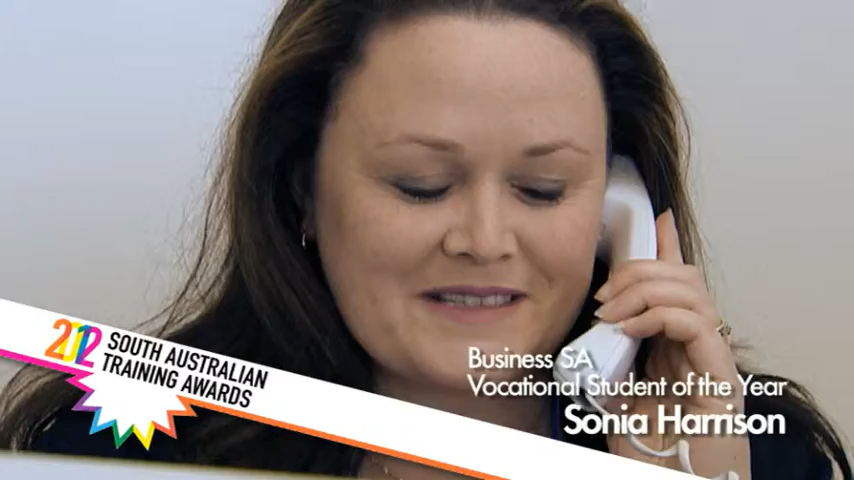 2012
SOUTH AUSTRALIAN
TRAINING AWARDS
Business SA
Vocational Student of the Year
Sonia Harrison